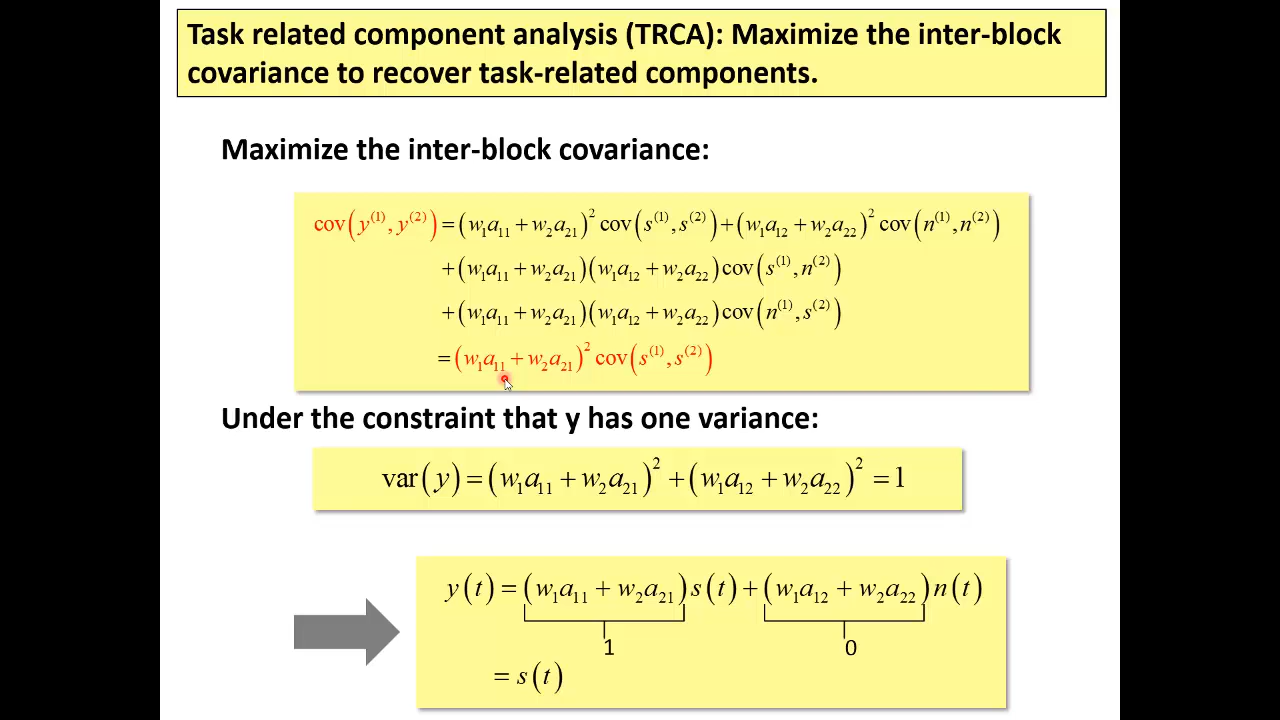 Task related component analysis (TRCA): Maximize the inter-block
covariance to recover task-related components.
Maximize the inter-block covariance:
cov(y⁽¹⁾, y⁽²⁾) = (w₁a₁₁ + w₂a₂₁)² cov(s⁽¹⁾, s⁽²⁾) + (w₁a₁₂ + w₂a₂₂)² cov(n⁽¹⁾, n⁽²⁾)
+ (w₁a₁₁ + w₂a₂₁)(w₁a₁₂ + w₂a₂₂) cov(s⁽¹⁾, n⁽²⁾)
+ (w₁a₁₁ + w₂a₂₁)(w₁a₁₂ + w₂a₂₂) cov(n⁽¹⁾, s⁽²⁾)
= (w₁a₁₁ + w₂a₂₁)² cov(s⁽¹⁾, s⁽²⁾)
Under the constraint that y has one variance:
var(y) = (w₁a₁₁ + w₂a₂₁)² + (w₁a₁₂ + w₂a₂₂)² = 1
y(t) = (w₁a₁₁ + w₂a₂₁)s(t) + (w₁a₁₂ + w₂a₂₂)n(t)
1 0
= s(t)